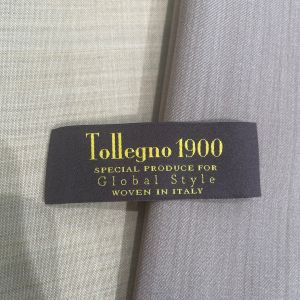 Tollegno 1900
SPECIAL PRODUCE FOR
Global Style
WOVEN IN ITALY